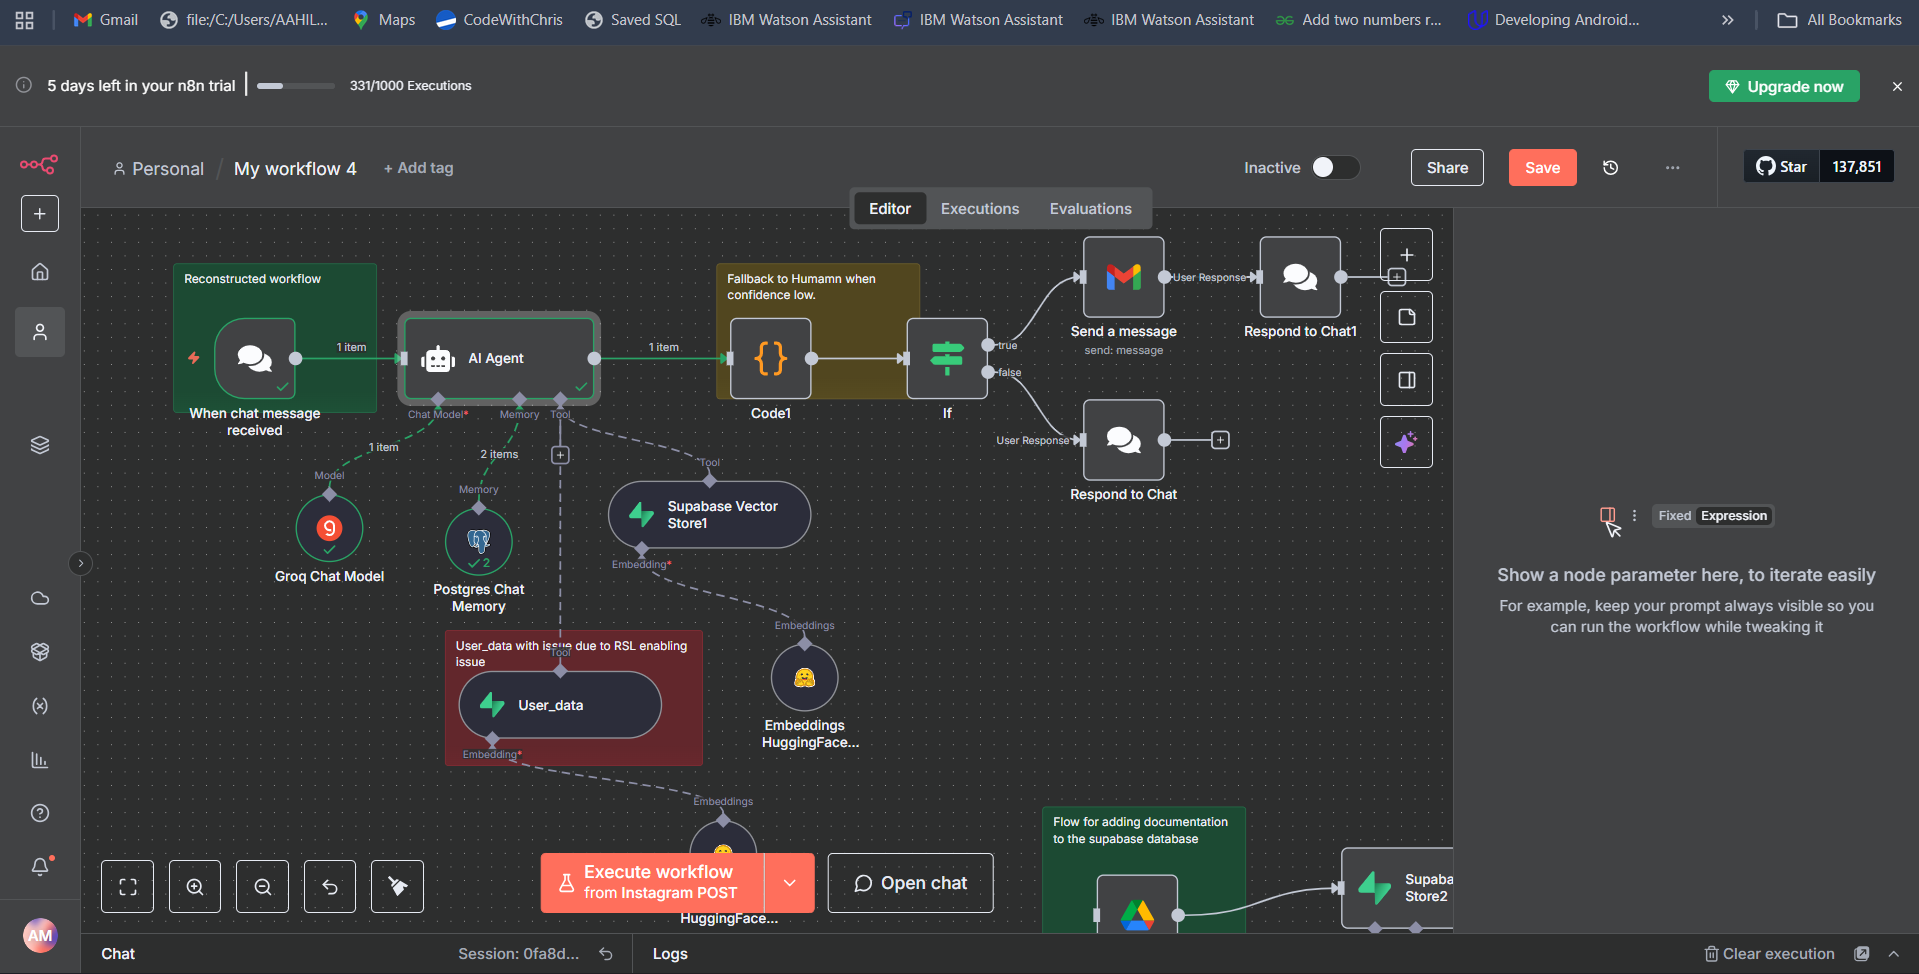 Gmail
file:/C:/Users/AAHIL...
Maps
CodeWithChris
Saved SQL
IBM Watson Assistant
IBM Watson Assistant
IBM Watson Assistant
Add two numbers r...
Developing Android...
All Bookmarks
5 days left in your n8n trial
331/1000 Executions
Upgrade now
Personal / My workflow 4
+ Add tag
Inactive
Share
Save
Star 137,851
Editor
Executions
Evaluations
Reconstructed workflow
Fallback to Humamn when
confidence low.
1 item
AI Agent
1 item
When chat message
received
Chat Model*
Memory
Tool
Code1
If
true
false
Send a message
send: message
User Response
Respond to Chat1
User Response
Respond to Chat
1 item
2 items
Model
Memory
Tool
Groq Chat Model
2
Postgres Chat
Memory
Supabase Vector
Store1
Embedding*
Embeddings
Embeddings
HuggingFace...
User_data with issue due to RSL enabling
issue
Tool
User_data
Embedding*
Embeddings
HuggingFace...
Fixed
Expression
Show a node parameter here, to iterate easily
For example, keep your prompt always visible so you
can run the workflow while tweaking it
Flow for adding documentation
to the supabase database
Supaba
Store2
Execute workflow
from Instagram POST
Open chat
AM
Chat
Session: 0fa8d...
Logs
Clear execution